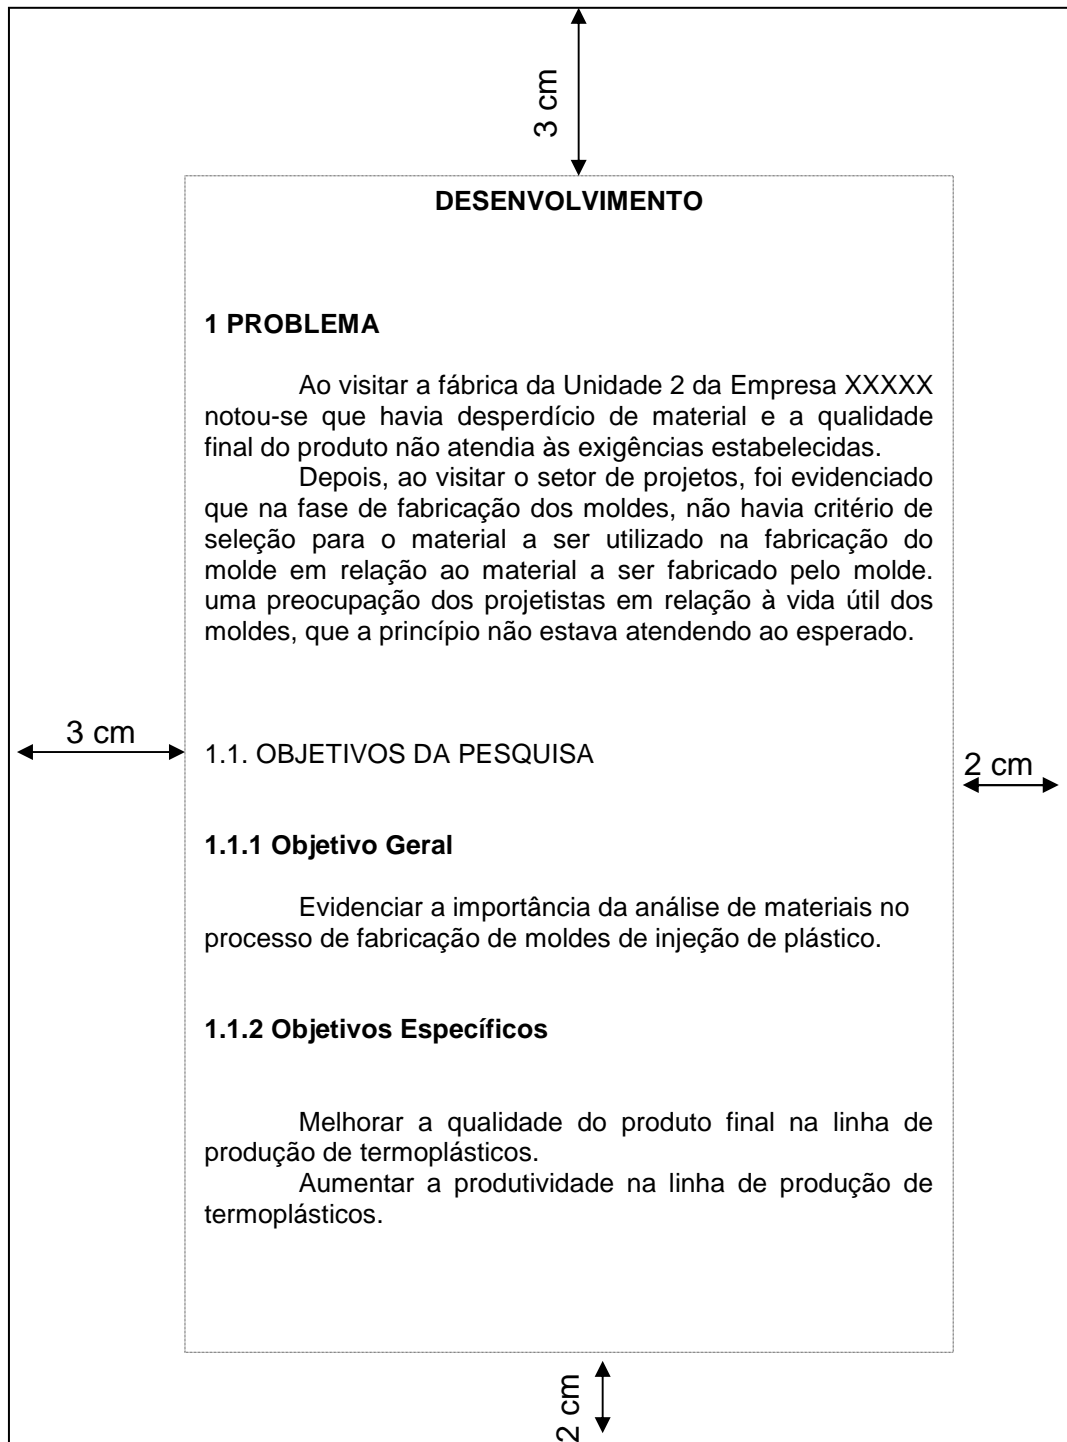 3 cm
DESENVOLVIMENTO
1 PROBLEMA
Ao visitar a fábrica da Unidade 2 da Empresa XXXXX
notou-se que havia desperdício de material e a qualidade
final do produto não atendia às exigências estabelecidas.
Depois, ao visitar o setor de projetos, foi evidenciado
que na fase de fabricação dos moldes, não havia critério de
seleção para o material a ser utilizado na fabricação do
molde em relação ao material a ser fabricado pelo molde.
uma preocupação dos projetistas em relação à vida útil dos
moldes, que a princípio não estava atendendo ao esperado.
3 cm
1.1. OBJETIVOS DA PESQUISA
2 cm
1.1.1 Objetivo Geral
Evidenciar a importância da análise de materiais no
processo de fabricação de moldes de injeção de plástico.
1.1.2 Objetivos Específicos
Melhorar a qualidade do produto final na linha de
produção de termoplásticos.
Aumentar a produtividade na linha de produção de
termoplásticos.
2 cm